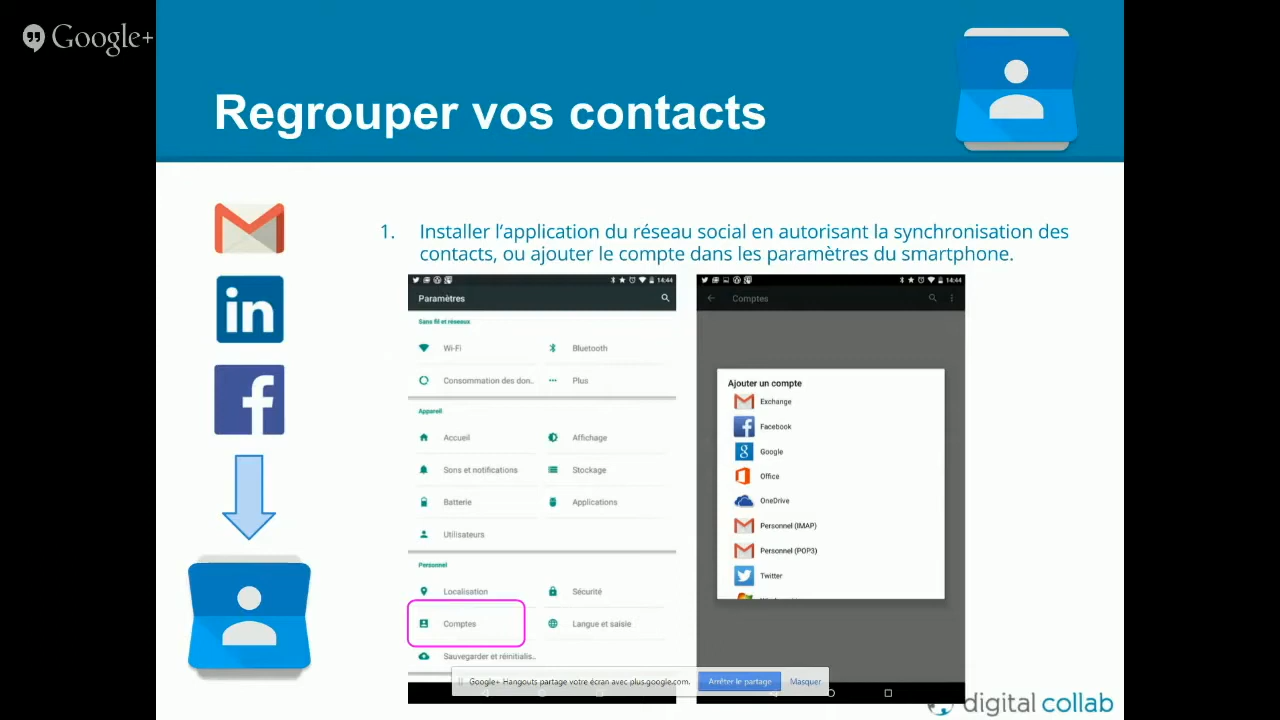 Google+
Regrouper vos contacts
1. Installer l'application du réseau social en autorisant la synchronisation des
contacts, ou ajouter le compte dans les paramètres du smartphone.
14:44
Paramètres
Sans fil et réseaux
Wi-Fi
Bluetooth
Consommation des don..
Plus
Appareil
Accueil
Affichage
Sons et notifications
Stockage
Batterie
Applications
Utilisateurs
Personnel
Localisation
Sécurité
Comptes
Langue et saisie
Sauvegarder et réinitialis..
14:44
Comptes
Ajouter un compte
Exchange
Facebook
Google
Office
OneDrive
Personnel (IMAP)
Personnel (POP3)
Twitter
in
f
Google+ Hangouts partage votre écran avec plus.google.com.
Arrêter le partage
Masquer
digital collab